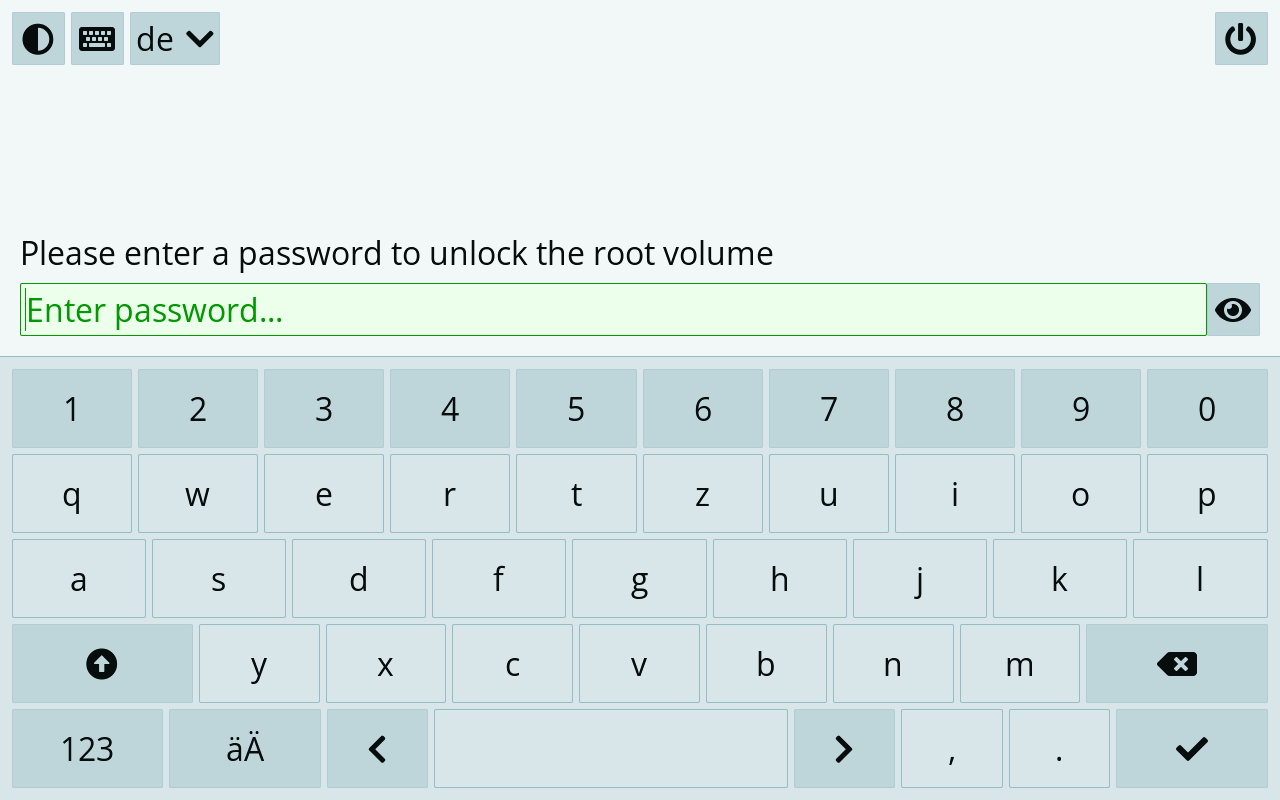 de
Please enter a password to unlock the root volume
Enter password...
1 2 3 4 5 6 7 8 9 0
q w e r t z u i o p
a s d f g h j k l
y x c v b n m
123 äÄ , .